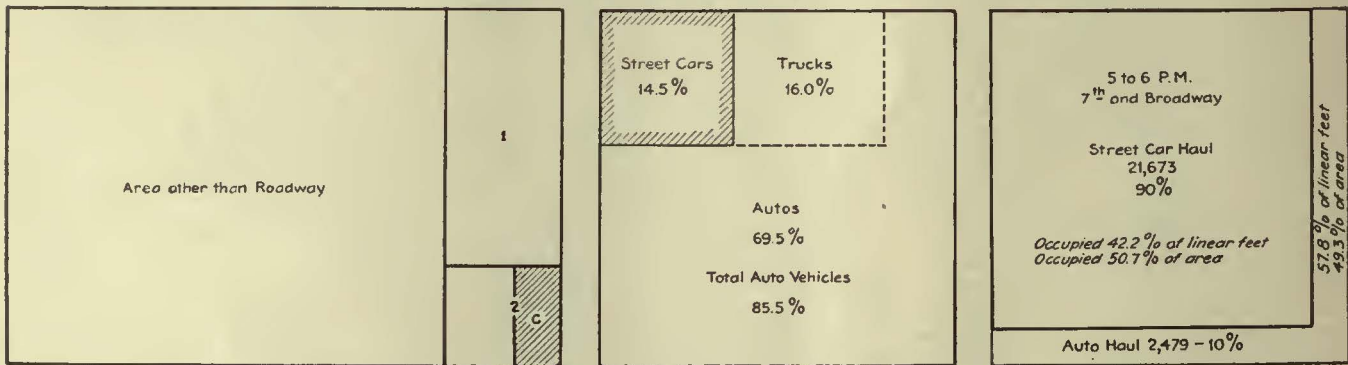 Area other than Roadway
1
2
C
Street Cars
14.5%
Trucks
16.0%
Autos
69.5%
Total Auto Vehicles
85.5%
5 to 6 P.M.
7th and Broadway
Street Car Haul
21,673
90%
Occupied 42.2% of linear feet
Occupied 50.7% of area
57.8% of linear feet
49.3% of area
Auto Haul 2,479 - 10%